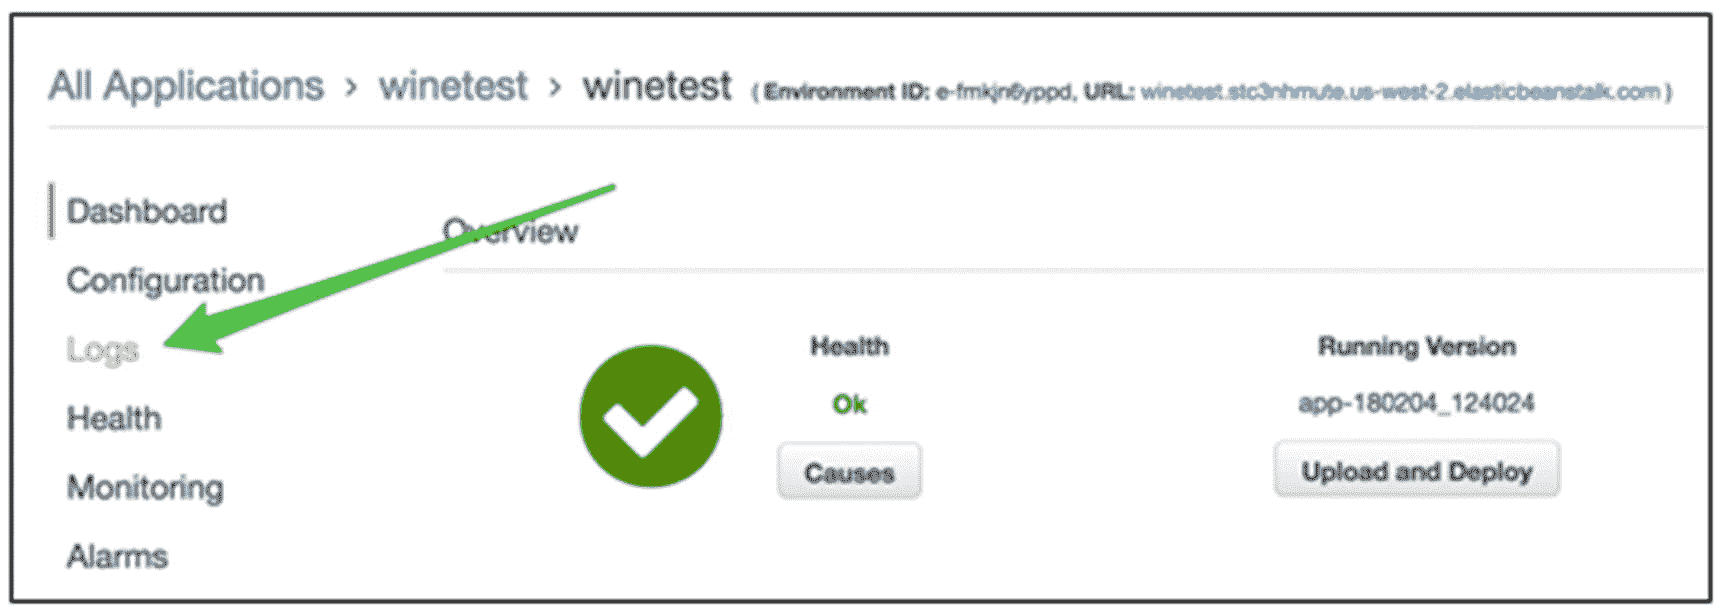 All Applications > winetest > winetest ( Environment ID: e-fmkjn6yppd, URL: winetest.stc3nhmute.us-west-2.elasticbeanstalk.com )
Dashboard
Configuration
Logs
Health
Monitoring
Alarms
Overview
Health
Ok
Causes
Running Version
app-180204_124024
Upload and Deploy